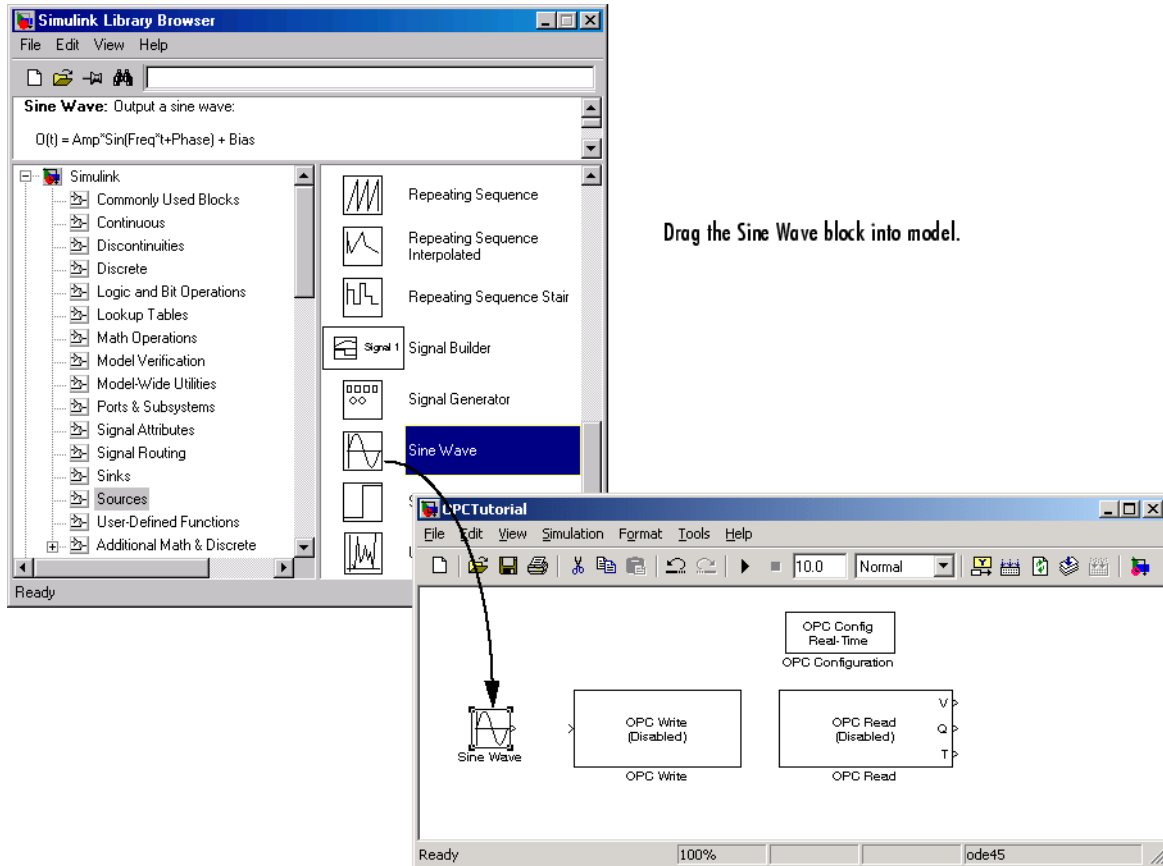 Simulink Library Browser
File Edit View Help
Sine Wave: Output a sine wave:
O(t) = Amp*Sin(Freq*t+Phase) + Bias
Simulink
Commonly Used Blocks
Continuous
Discontinuities
Discrete
Logic and Bit Operations
Lookup Tables
Math Operations
Model Verification
Model-Wide Utilities
Ports & Subsystems
Signal Attributes
Signal Routing
Sinks
Sources
User-Defined Functions
Additional Math & Discrete
Repeating Sequence
Repeating Sequence
Interpolated
Repeating Sequence Stair
Signal 1
Signal Builder
Signal Generator
Sine Wave
Ready
Drag the Sine Wave block into model.
OPCTutorial
File Edit View Simulation Format Tools Help
10.0 Normal
OPC Config
Real-Time
OPC Configuration
Sine Wave
OPC Write
(Disabled)
OPC Write
OPC Read
(Disabled)
V
Q
T
OPC Read
Ready 100% ode45